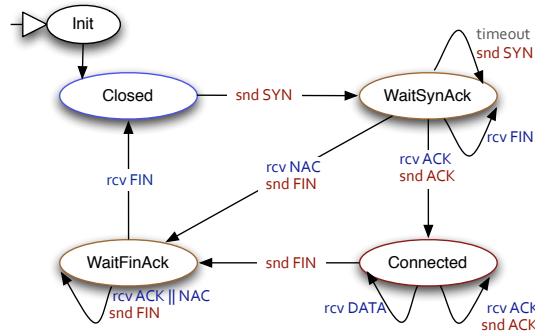 Init
timeout
snd SYN
Closed
snd SYN
WaitSynAck
rcv FIN
rcv NAC
snd FIN
rcv ACK
snd ACK
rcv FIN
WaitFinAck
snd FIN
Connected
rcv ACK || NAC
snd FIN
rcv DATA
rcv ACK
snd ACK